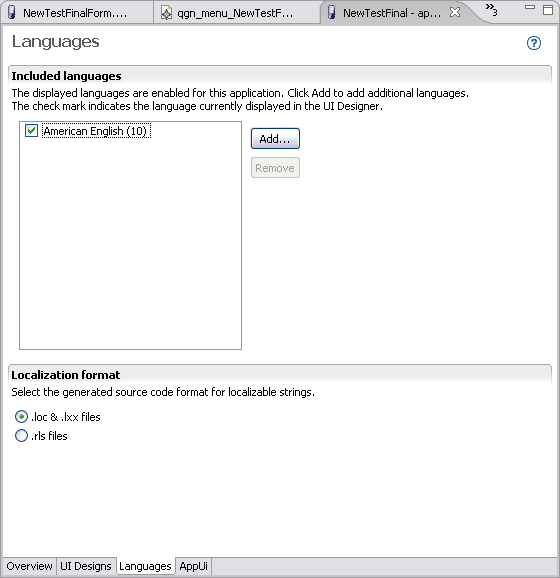 NewTestFinalForm....
qgn_menu_NewTestF...
NewTestFinal - ap...
»3
Languages
?
Included languages
The displayed languages are enabled for this application. Click Add to add additional languages.
The check mark indicates the language currently displayed in the UI Designer.
American English (10)
Add...
Remove
Localization format
Select the generated source code format for localizable strings.
.loc & .lxx files
.rls files
Overview
UI Designs
Languages
AppUi